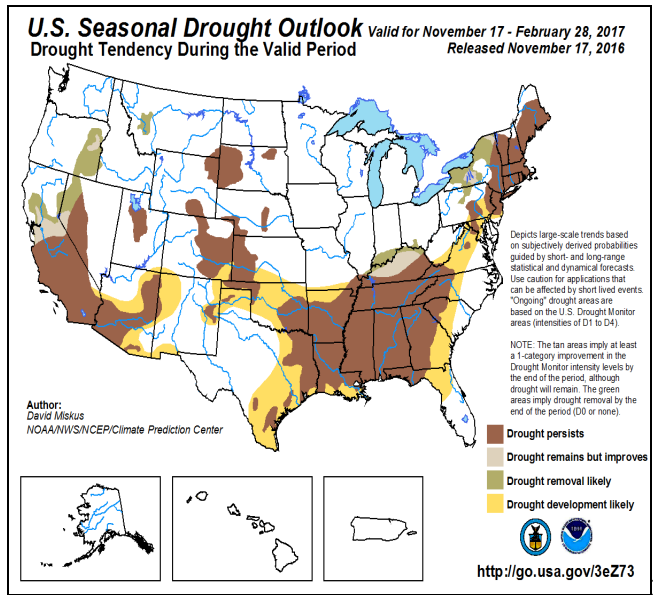 U.S. Seasonal Drought Outlook Valid for November 17 - February 28, 2017
Drought Tendency During the Valid Period Released November 17, 2016
Depicts large-scale trends based
on subjectively derived probabilities
guided by short- and long-range
statistical and dynamical forecasts.
Use caution for applications that
can be affected by short lived events.
"Ongoing" drought areas are
based on the U.S. Drought Monitor
areas (intensities of D1 to D4).
NOTE: The tan areas imply at least
a 1-category improvement in the
Drought Monitor intensity levels by
the end of the period, although
drought will remain. The green
areas imply drought removal by the
end of the period (D0 or none).
Author:
David Miskus
NOAA/NWS/NCEP/Climate Prediction Center
Drought persists
Drought remains but improves
Drought removal likely
Drought development likely
http://go.usa.gov/3eZ73